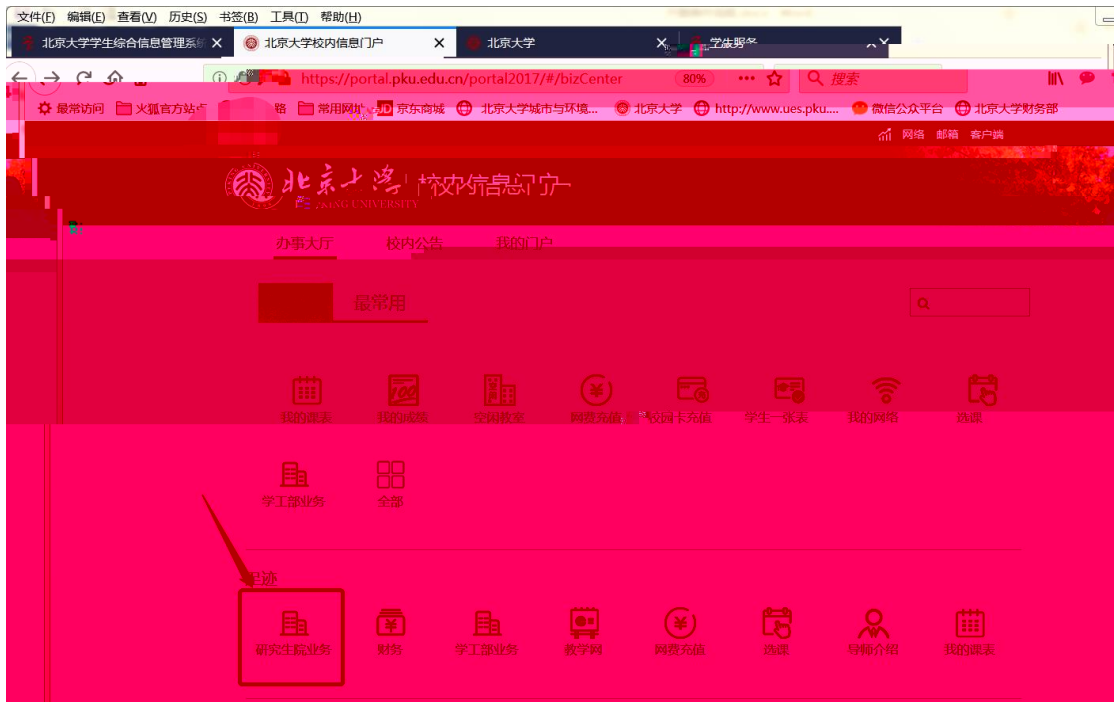 文件(F) 编辑(E) 查看(V) 历史(S) 书签(B) 工具(T) 帮助(H)
北京大学学生综合信息管理系统 北京大学校内信息门户 北京大学
https://portal.pku.edu.cn/portal2017/#/bizCenter 80% 搜索
最常访问 火狐官方站点 常用网址 JD 京东商城 北京大学城市与环境... 北京大学 http://www.ues.pku.... 微信公众平台 北京大学财务部
网络 邮箱 客户端
北京大学 校内信息门户
UNIVERSITY
办事大厅 校内公告 我的门户
最常用
我的课表 我的成绩 空闲教室 网费充值 校园卡充值 学生一张表 我的网络 选课
学工部业务 全部
足迹
研究生院业务 财务 学工部业务 教学网 网费充值 选课 导师介绍 我的课表